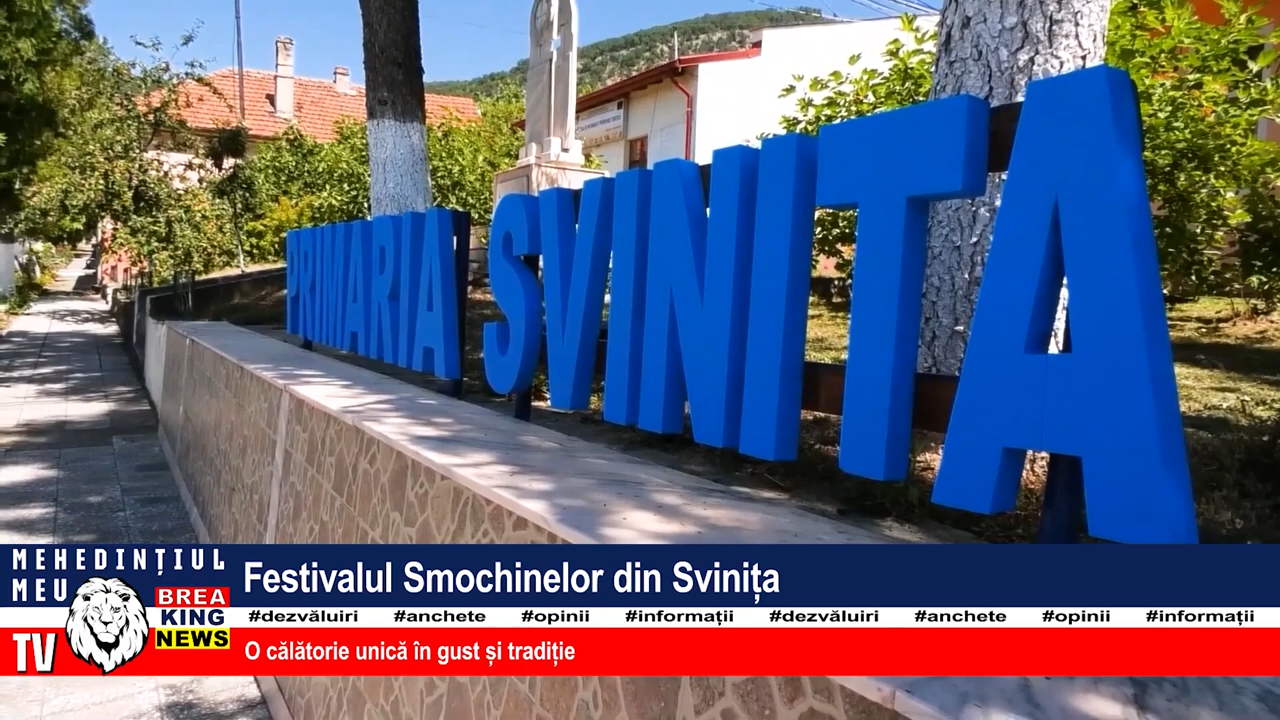 PRIMARIA SVINITA
MEHEDINȚIUL
MEU
TV
BREA
KING
NEWS
Festivalul Smochinelor din Svinița
#dezvăluiri #anchete #opinii #informații #dezvăluiri #anchete #opinii #informații
O călătorie unică în gust și tradiție